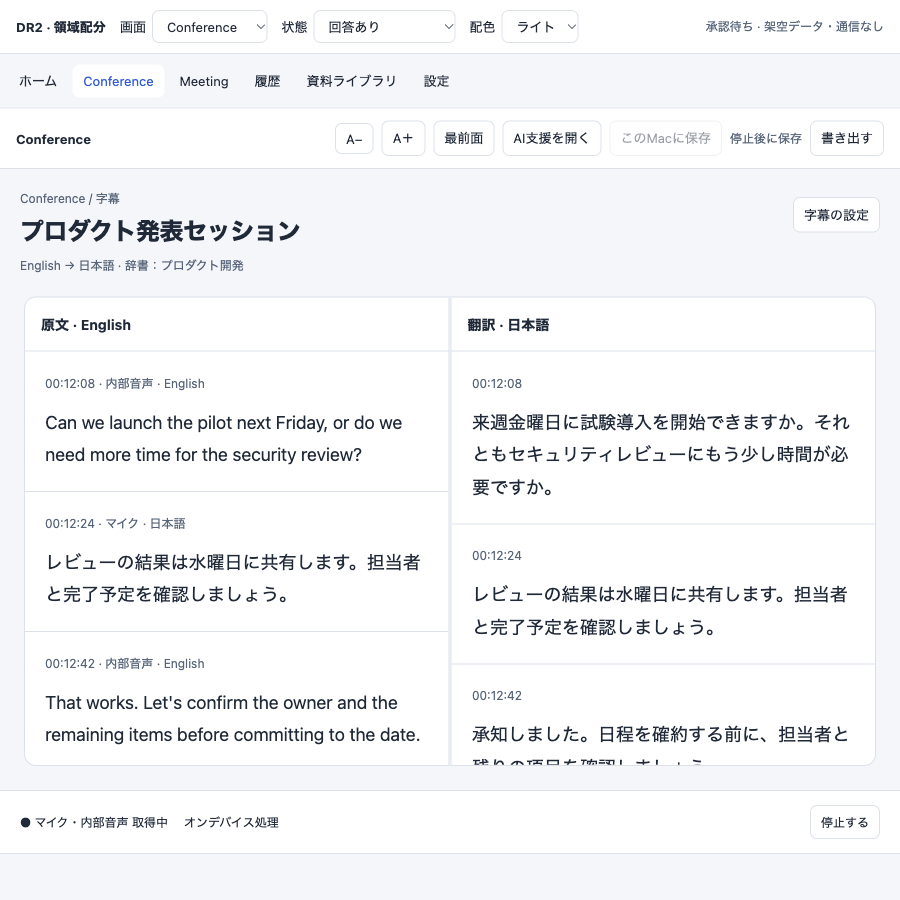 DR2 · 領域配分 画面 Conference 状態 回答あり 配色 ライト 承認待ち · 架空データ・通信なし
ホーム Conference Meeting 履歴 資料ライブラリ 設定
Conference A− A＋ 最前面 AI支援を開く このMacに保存 停止後に保存 書き出す
Conference / 字幕
プロダクト発表セッション
字幕の設定
English → 日本語 · 辞書：プロダクト開発
原文 · English
00:12:08 · 内部音声 · English
Can we launch the pilot next Friday, or do we
need more time for the security review?
00:12:24 · マイク · 日本語
レビューの結果は水曜日に共有します。担当者
と完了予定を確認しましょう。
00:12:42 · 内部音声 · English
That works. Let's confirm the owner and the
remaining items before committing to the date.
翻訳 · 日本語
00:12:08
来週金曜日に試験導入を開始できますか。それ
ともセキュリティレビューにもう少し時間が必
要ですか。
00:12:24
レビューの結果は水曜日に共有します。担当者
と完了予定を確認しましょう。
00:12:42
承知しました。日程を確約する前に、担当者と
残りの項目を確認しましょう。
● マイク・内部音声 取得中 オンデバイス処理 停止する